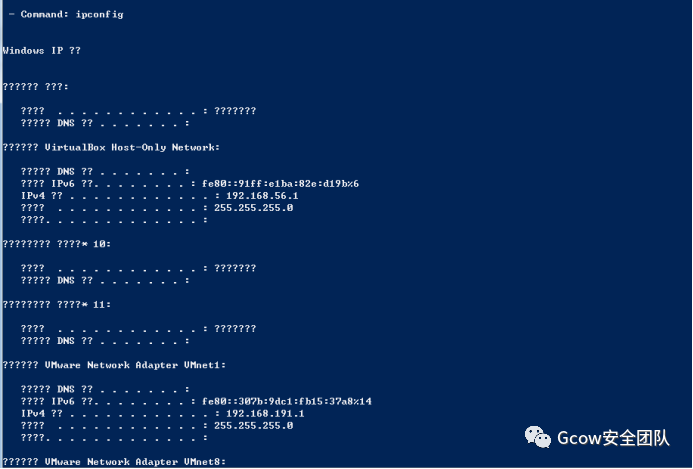 - Command: ipconfig
Windows IP ??
?????? ???:
???? . . . . . . . . . . . . : ???????
????? DNS ?? . . . . . . . :
?????? VirtualBox Host-Only Network:
????? DNS ?? . . . . . . . :
???? IPv6 ??. . . . . . . . : fe80::91ff:e1ba:82e:d19b%6
IPv4 ?? . . . . . . . . . . . . : 192.168.56.1
???? . . . . . . . . . . . . : 255.255.255.0
????. . . . . . . . . . . . . :
???????? ????* 10:
???? . . . . . . . . . . . . : ???????
????? DNS ?? . . . . . . . :
???????? ????* 11:
???? . . . . . . . . . . . . : ???????
????? DNS ?? . . . . . . . :
?????? VMware Network Adapter VMnet1:
????? DNS ?? . . . . . . . :
???? IPv6 ??. . . . . . . . : fe80::307b:9dc1:fb15:37a8%14
IPv4 ?? . . . . . . . . . . . . : 192.168.191.1
???? . . . . . . . . . . . . : 255.255.255.0
????. . . . . . . . . . . . . :
?????? VMware Network Adapter VMnet8:
Gcow安全团队